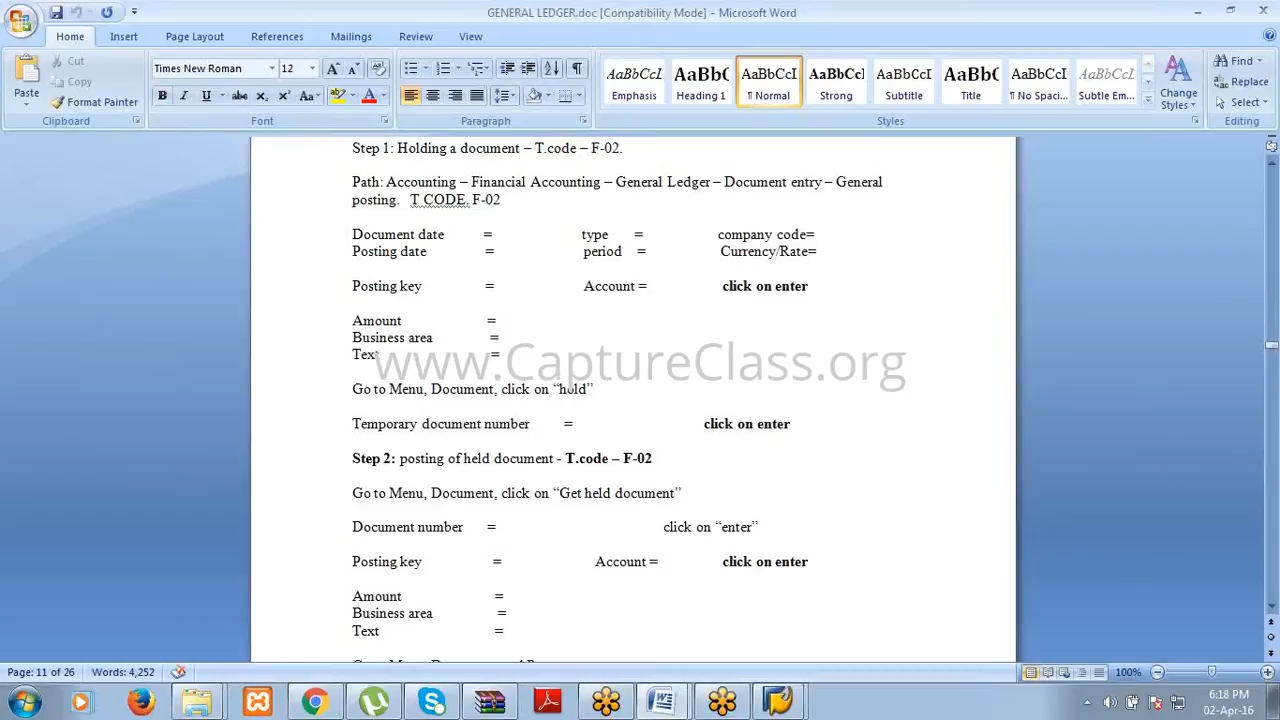 GENERAL LEDGER.doc [Compatibility Mode] - Microsoft Word
Home Insert Page Layout References Mailings Review View
Paste Cut Copy Format Painter
Times New Roman 12
AaBbCcI AaBbC AaBbCcI AaBbCcI AaBbCcI AaBbC AaBbCcI AaBbCcI
Emphasis Heading 1 ¶ Normal Strong Subtitle Title ¶ No Spaci... Subtle Em...
Change Styles
Find Replace Select
Clipboard Font Paragraph Styles Editing
Step 1: Holding a document – T.code – F-02.
Path: Accounting – Financial Accounting – General Ledger – Document entry – General
posting. T CODE. F-02
Document date = type = company code=
Posting date = period = Currency/Rate=
Posting key = Account = click on enter
Amount =
Business area =
Text =
www.CaptureClass.org
Go to Menu, Document, click on “hold”
Temporary document number = click on enter
Step 2: posting of held document - T.code – F-02
Go to Menu, Document, click on “Get held document”
Document number = click on “enter”
Posting key = Account = click on enter
Amount =
Business area =
Text =
Page: 11 of 26 Words: 4,252 100%
6:18 PM
02-Apr-16